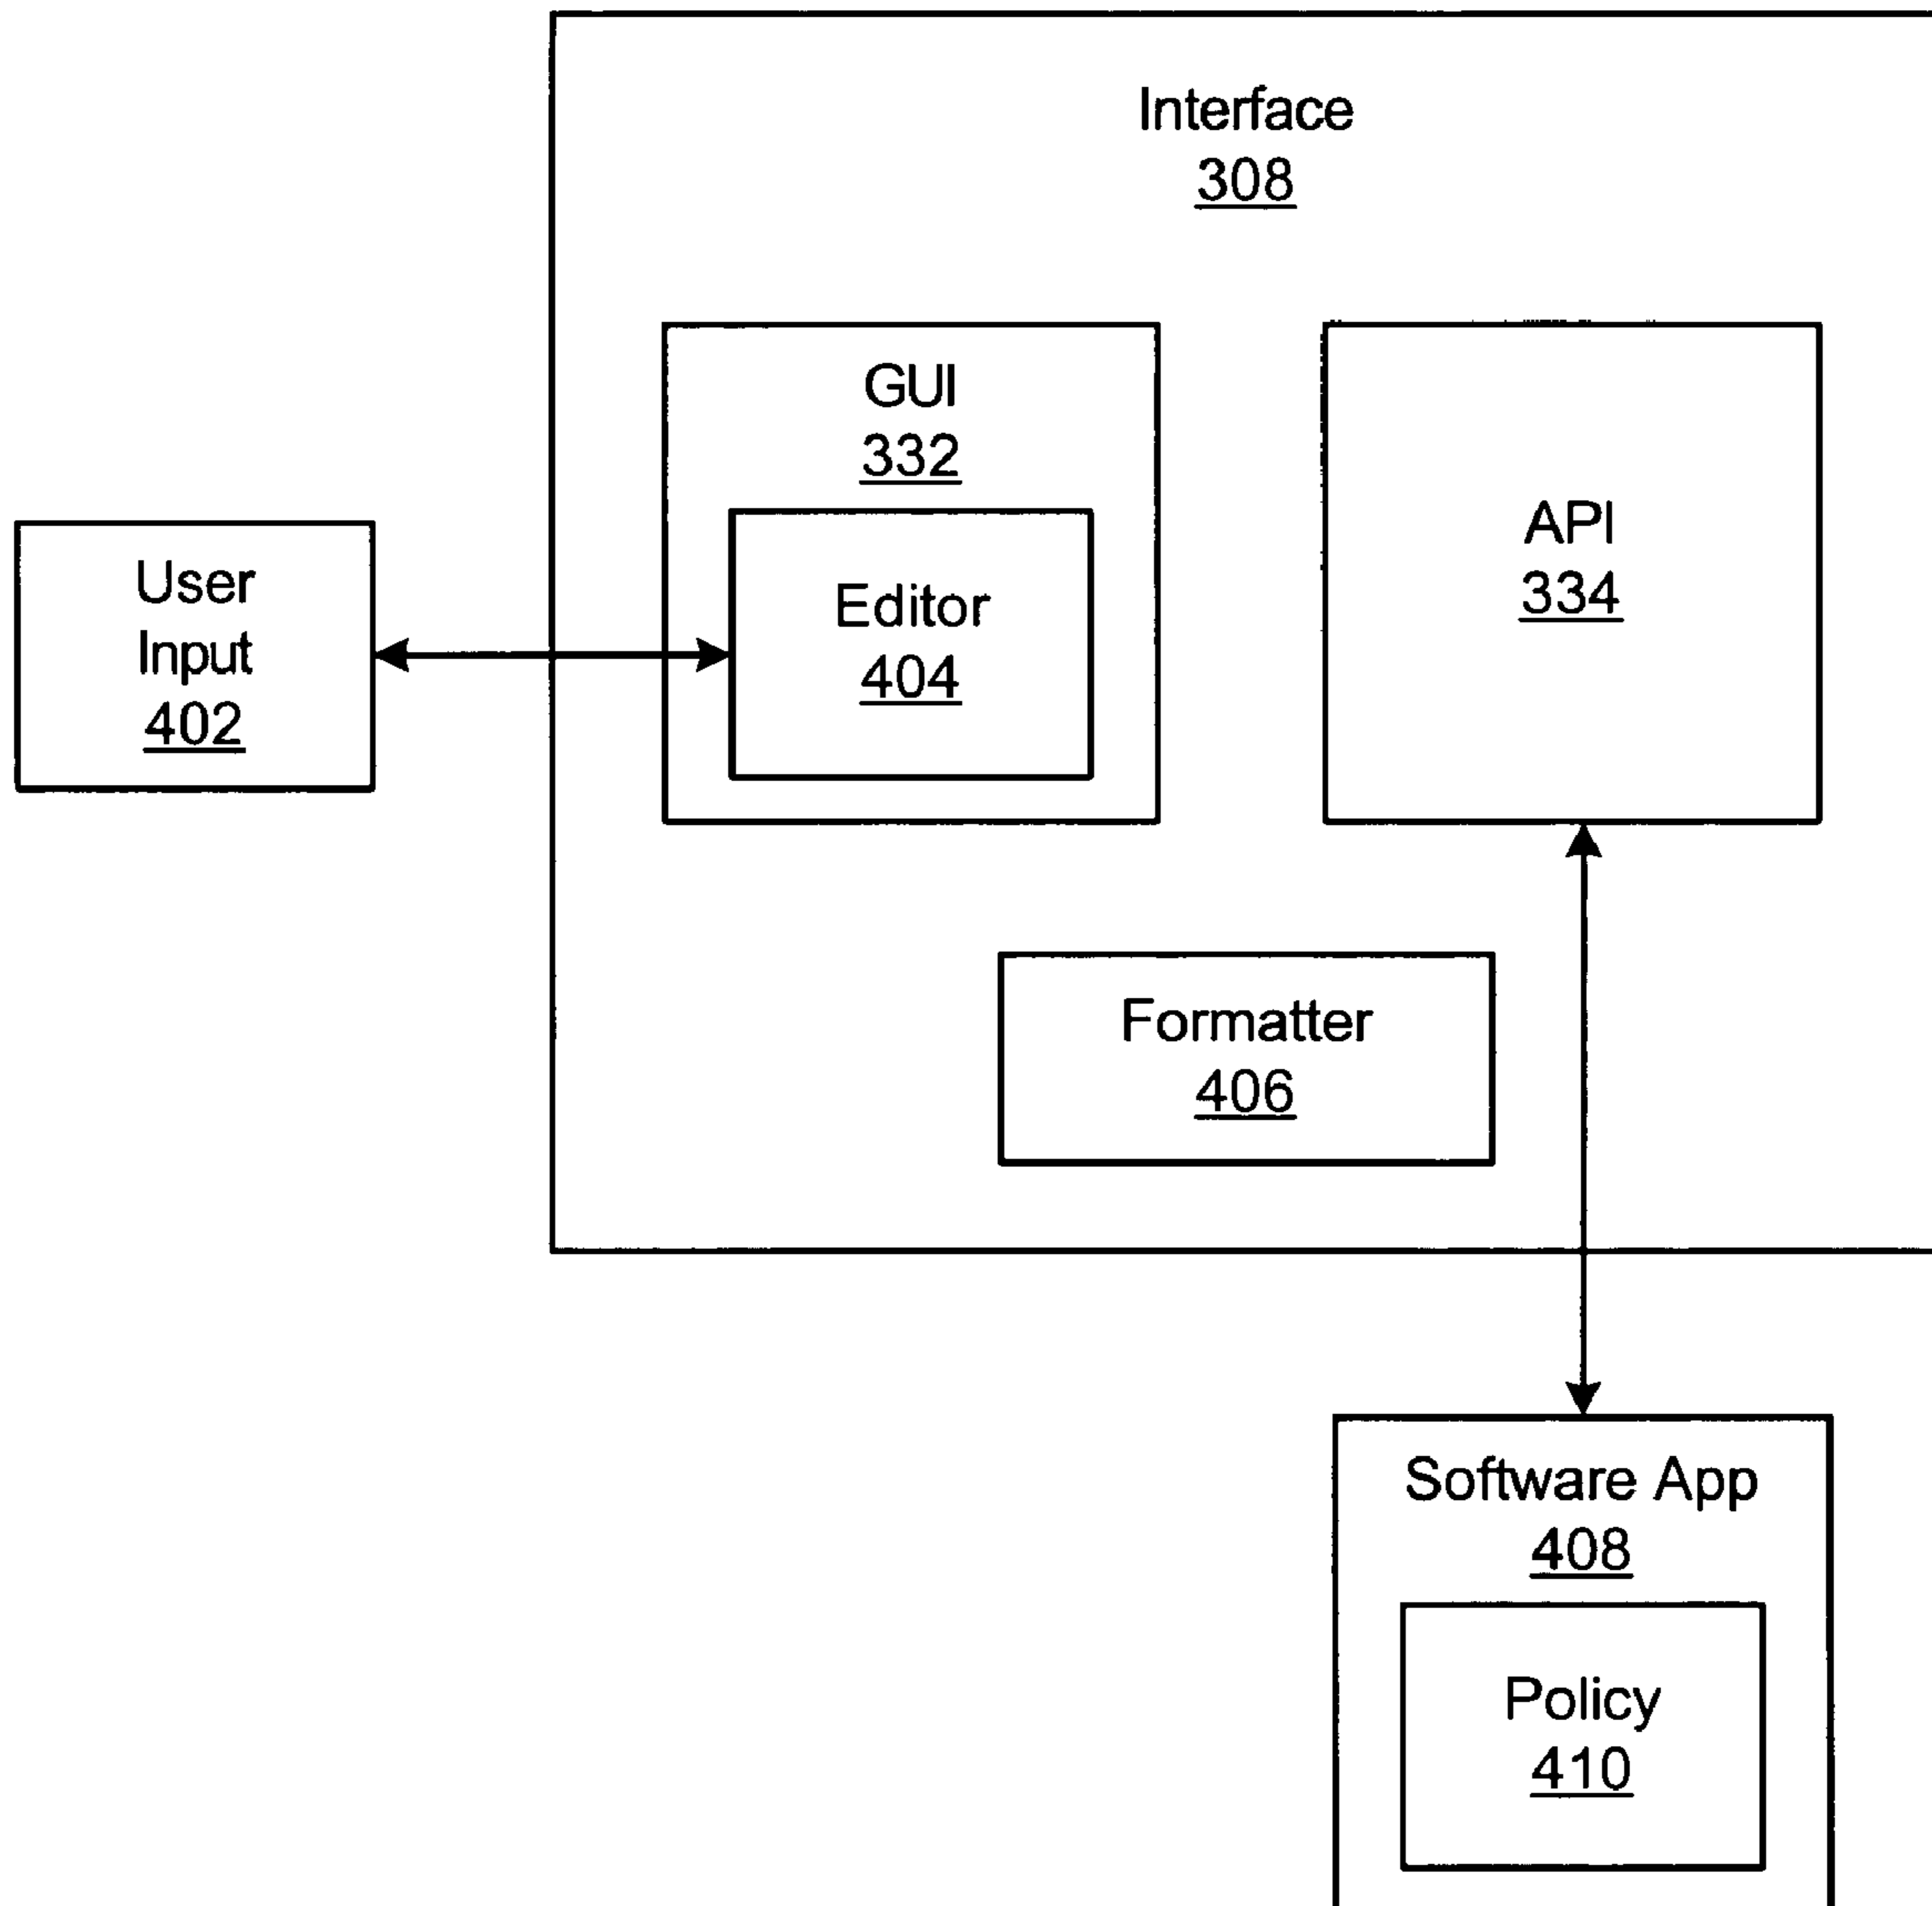 Interface
308
GUI
332
Editor
404
API
334
User
Input
402
Formatter
406
Software App
408
Policy
410